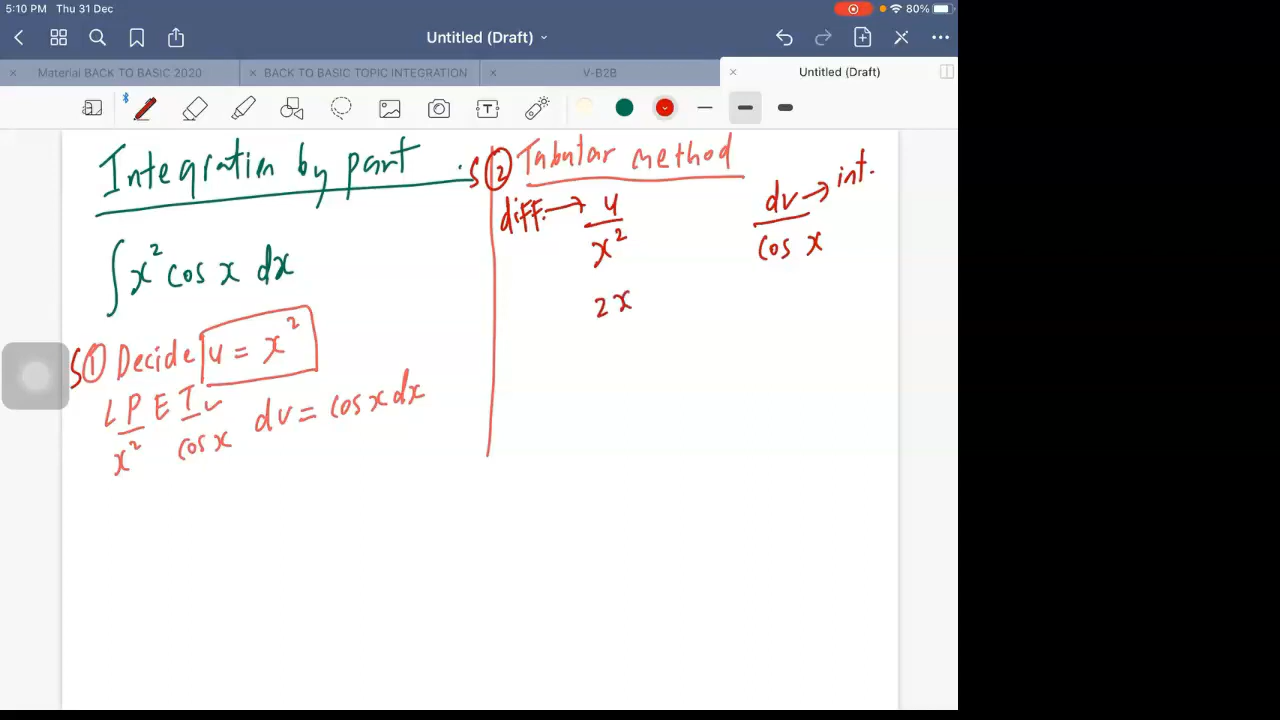 5:10 PM Thu 31 Dec
80%
Untitled (Draft)
Material BACK TO BASIC 2020
BACK TO BASIC TOPIC INTEGRATION
V-B2B
Untitled (Draft)
Integration by part
∫ x² cos x dx
S ① Decide u = x²
L P E T
x² cos x
dv = cos x dx
S ② Tabular method
diff. → u
dv → int.
x² cos x
2x